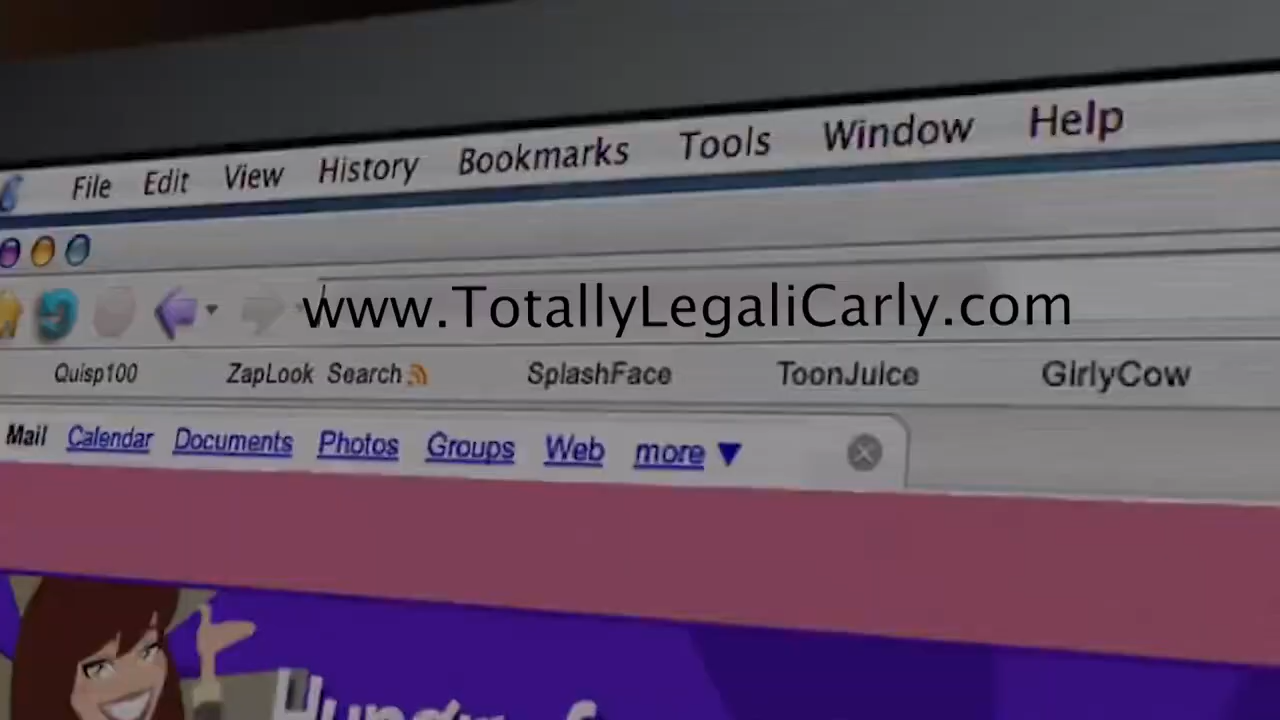 File Edit View History Bookmarks Tools Window Help
www.TotallyLegaliCarly.com
Quisp100 ZapLook Search SplashFace ToonJuice GirlyCow
Mail Calendar Documents Photos Groups Web more